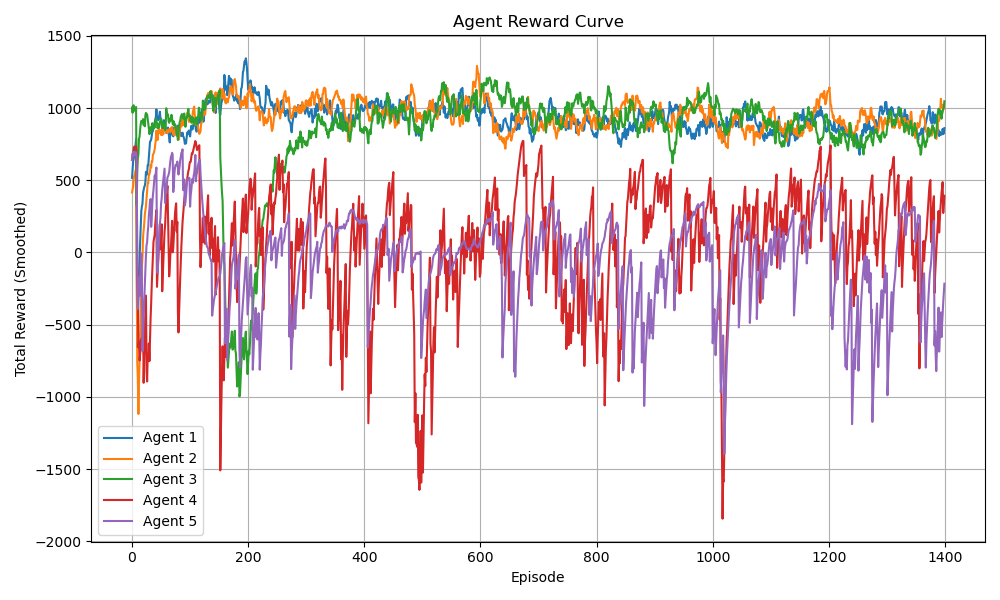 Agent Reward Curve
1500
1000
500
0
−500
−1000
−1500
−2000
Total Reward (Smoothed)
Agent 1
Agent 2
Agent 3
Agent 4
Agent 5
0 200 400 600 800 1000 1200 1400
Episode